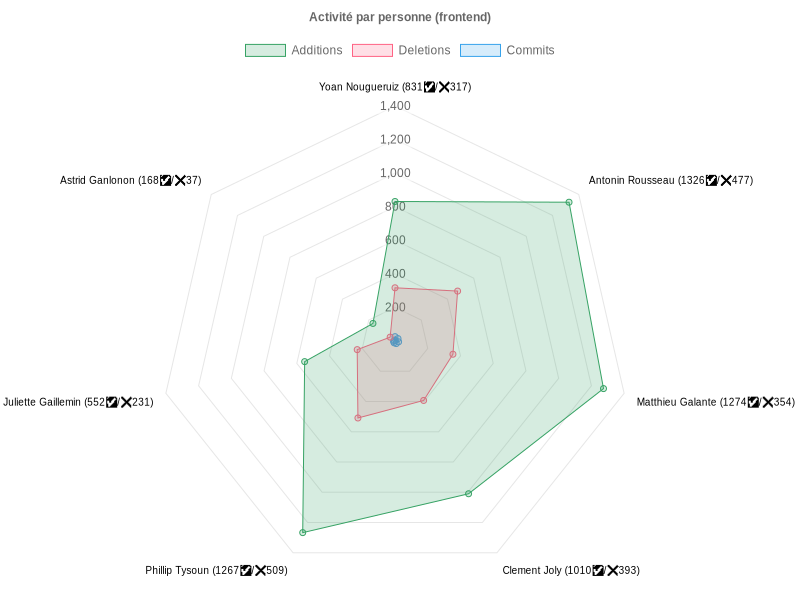 Activité par personne (frontend)
Additions Deletions Commits
Yoan Nougueruiz (831✅/❌317)
1,400
1,200
1,000
800
600
400
200
Astrid Ganlonon (168✅/❌37)
Antonin Rousseau (1326✅/❌477)
Juliette Gaillemin (552✅/❌231)
Matthieu Galante (1274✅/❌354)
Phillip Tysoun (1267✅/❌509)
Clement Joly (1010✅/❌393)